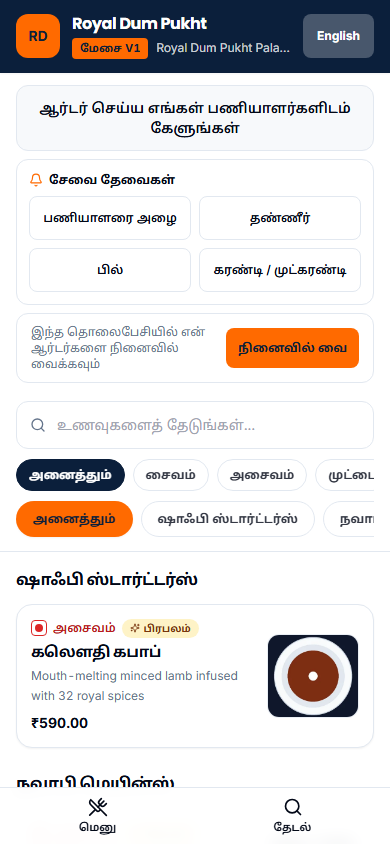 RD
Royal Dum Pukht
மேசை V1
Royal Dum Pukht Pala...
English
ஆர்டர் செய்ய எங்கள் பணியாளர்களிடம்
கேளுங்கள்
சேவை தேவைகள்
பணியாளரை அழை
தண்ணீர்
பில்
கரண்டி / முட்கரண்டி
இந்த தொலைபேசியில் என்
ஆர்டர்களை நினைவில்
வைக்கவும்
நினைவில் வை
உணவுகளைத் தேடுங்கள்...
அனைத்தும்
சைவம்
அசைவம்
முட்டை
அனைத்தும்
ஷாஃபி ஸ்டார்ட்டர்ஸ்
நவா
ஷாஃபி ஸ்டார்ட்டர்ஸ்
அசைவம்
பிரபலம்
கலௌதி கபாப்
Mouth-melting minced lamb infused
with 32 royal spices
₹590.00
நவாபி மெயின்ஸ்
மெனு
தேடல்